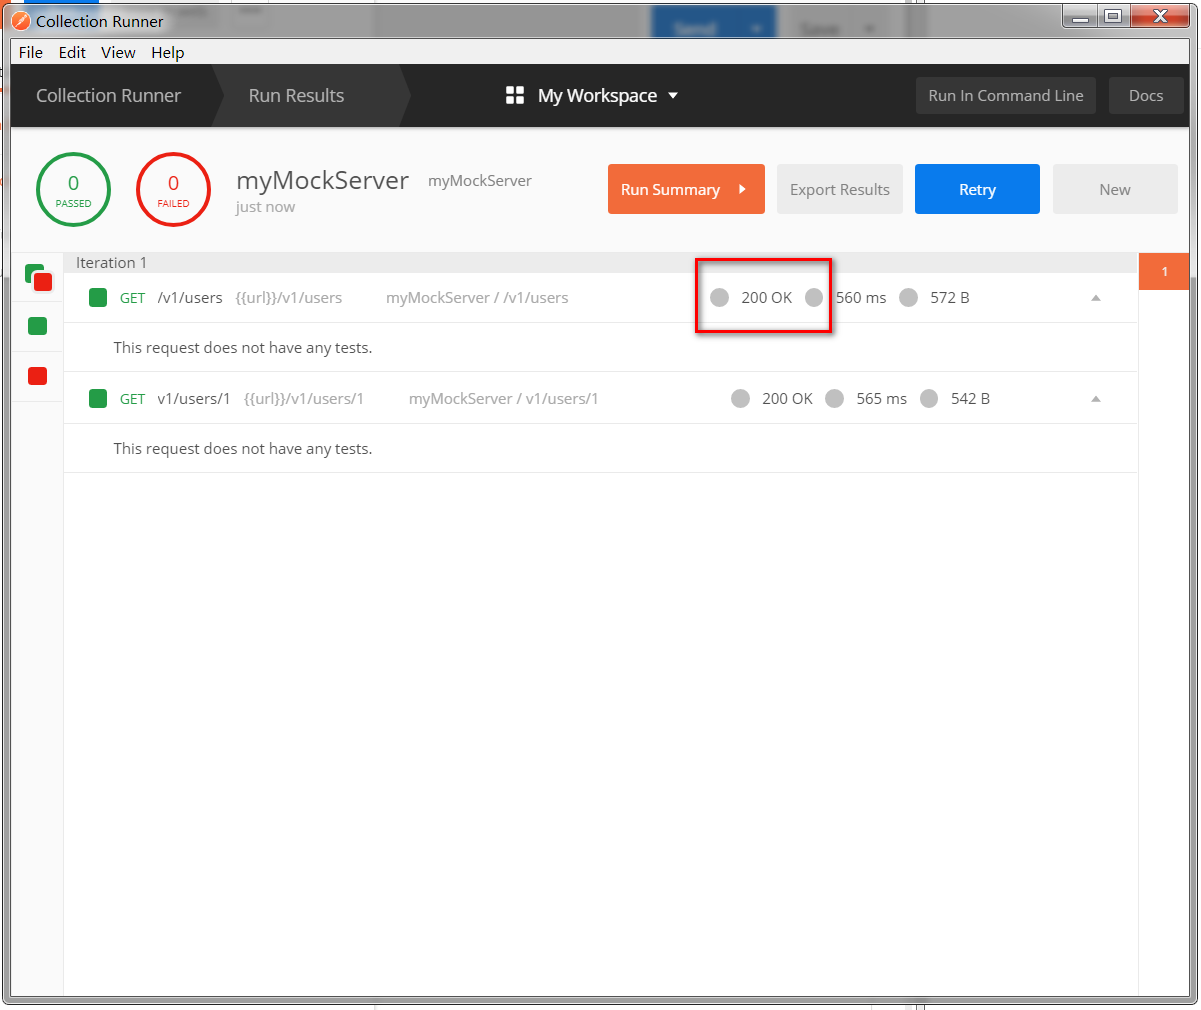 Collection Runner
File Edit View Help
Collection Runner Run Results My Workspace Run In Command Line Docs
0 PASSED
0 FAILED
myMockServer myMockServer
just now
Run Summary Export Results Retry New
Iteration 1
1
GET /v1/users {{url}}/v1/users myMockServer / /v1/users 200 OK 560 ms 572 B
This request does not have any tests.
GET v1/users/1 {{url}}/v1/users/1 myMockServer / v1/users/1 200 OK 565 ms 542 B
This request does not have any tests.